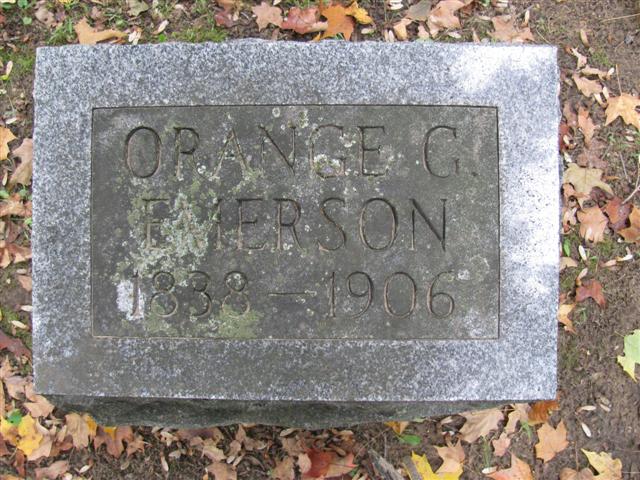 ORANGE G.
EMERSON
1838 — 1906